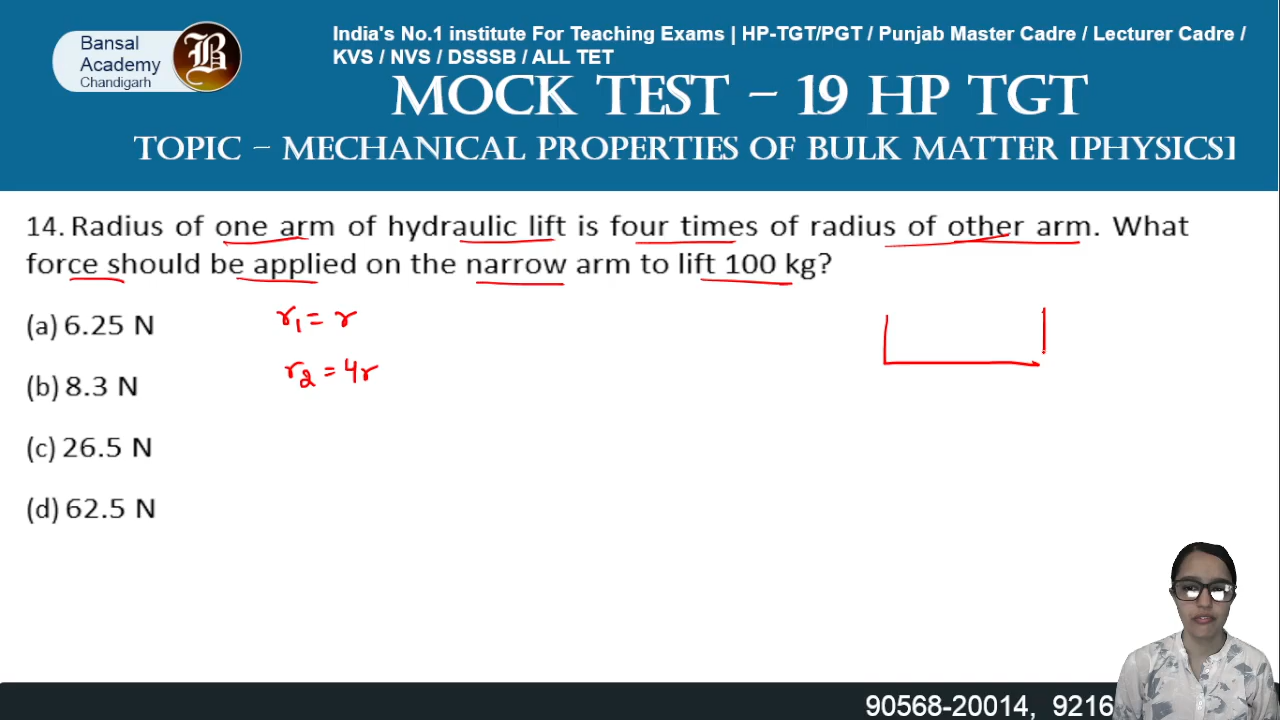 Bansal
Academy
Chandigarh
B
India's No.1 institute For Teaching Exams | HP-TGT/PGT / Punjab Master Cadre / Lecturer Cadre /
KVS / NVS / DSSSB / ALL TET
MOCK TEST – 19 HP TGT
TOPIC – MECHANICAL PROPERTIES OF BULK MATTER [PHYSICS]
14. Radius of one arm of hydraulic lift is four times of radius of other arm. What
force should be applied on the narrow arm to lift 100 kg?
(a) 6.25 N
(b) 8.3 N
(c) 26.5 N
(d) 62.5 N
r₁ = r
r₂ = 4r
90568-20014, 9216